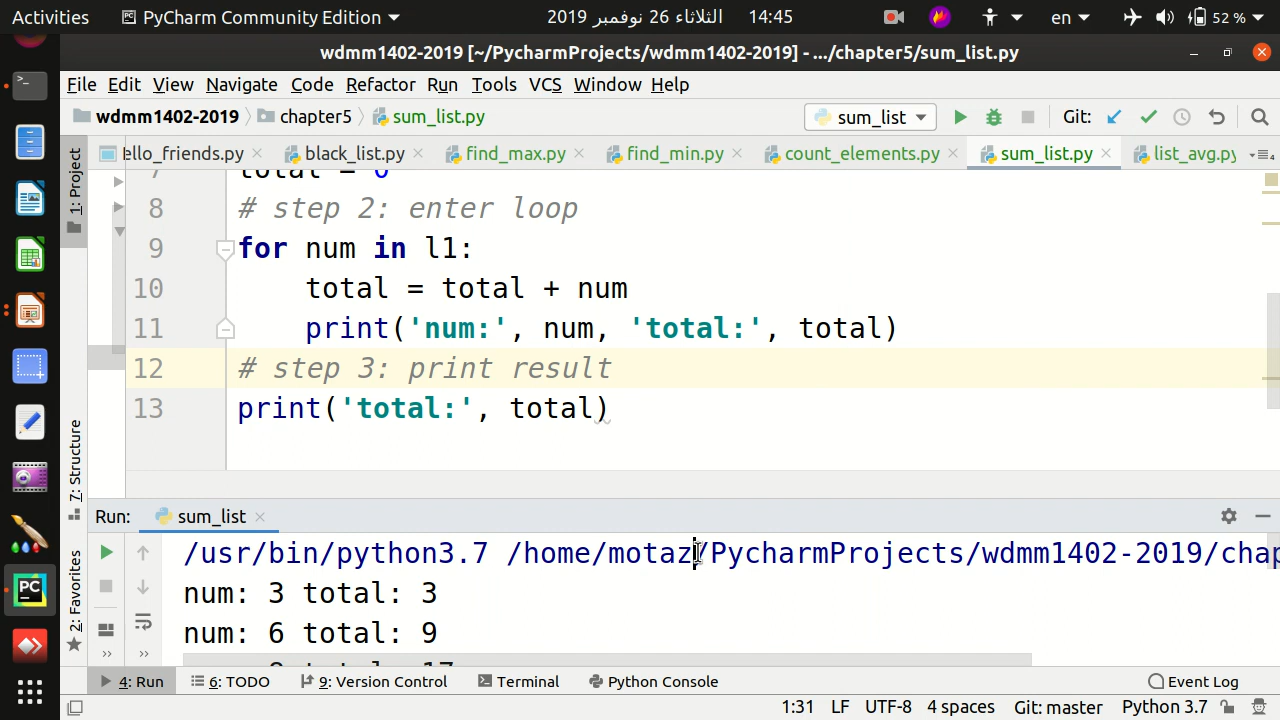 Activities PyCharm Community Edition 14:45 الثلاثاء 26 نوفمبر 2019 en 52 %
wdmm1402-2019 [~/PycharmProjects/wdmm1402-2019] - .../chapter5/sum_list.py
File Edit View Navigate Code Refactor Run Tools VCS Window Help
wdmm1402-2019 chapter5 sum_list.py sum_list Git:
ello_friends.py black_list.py find_max.py find_min.py count_elements.py sum_list.py list_avg.py
1: Project
7 total = 0
8 # step 2: enter loop
9 for num in l1:
10 total = total + num
11 print('num:', num, 'total:', total)
12 # step 3: print result
13 print('total:', total)
7: Structure
Run: sum_list
/usr/bin/python3.7 /home/motaz/PycharmProjects/wdmm1402-2019/chap
num: 3 total: 3
num: 6 total: 9
2: Favorites
4: Run 6: TODO 9: Version Control Terminal Python Console Event Log
1:31 LF UTF-8 4 spaces Git: master Python 3.7